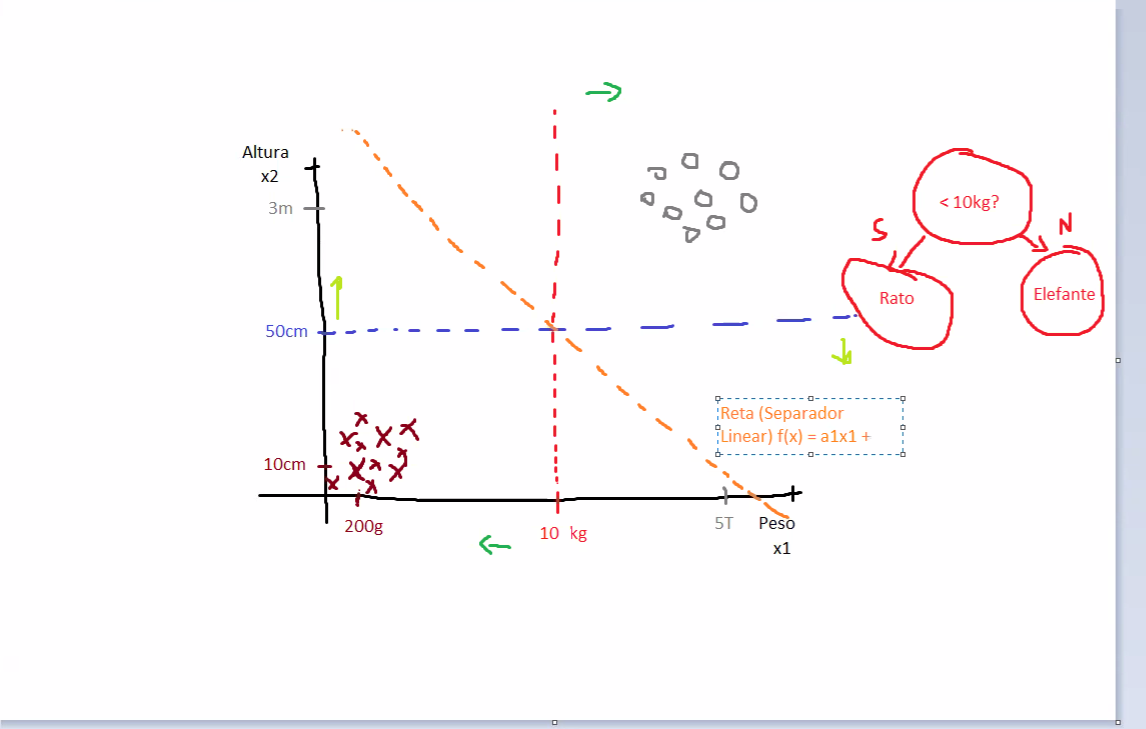 Altura
x2
3m
50cm
10cm
200g
10 kg
5T
Peso
x1
Reta (Separador
Linear) f(x) = a1x1 +
< 10kg?
S
N
Rato
Elefante